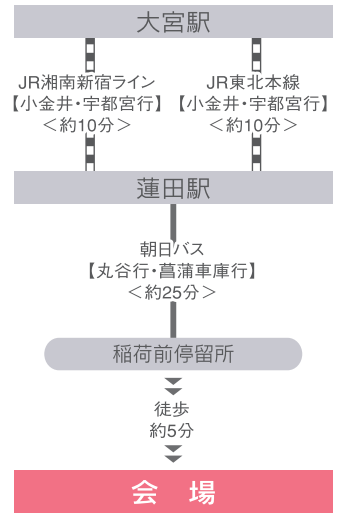 大宮駅
JR湘南新宿ライン
【小金井・宇都宮行】
＜約10分＞
JR東北本線
【小金井・宇都宮行】
＜約10分＞
蓮田駅
朝日バス
【丸谷行・菖蒲車庫行】
＜約25分＞
稲荷前停留所
徒歩
約5分
会 場